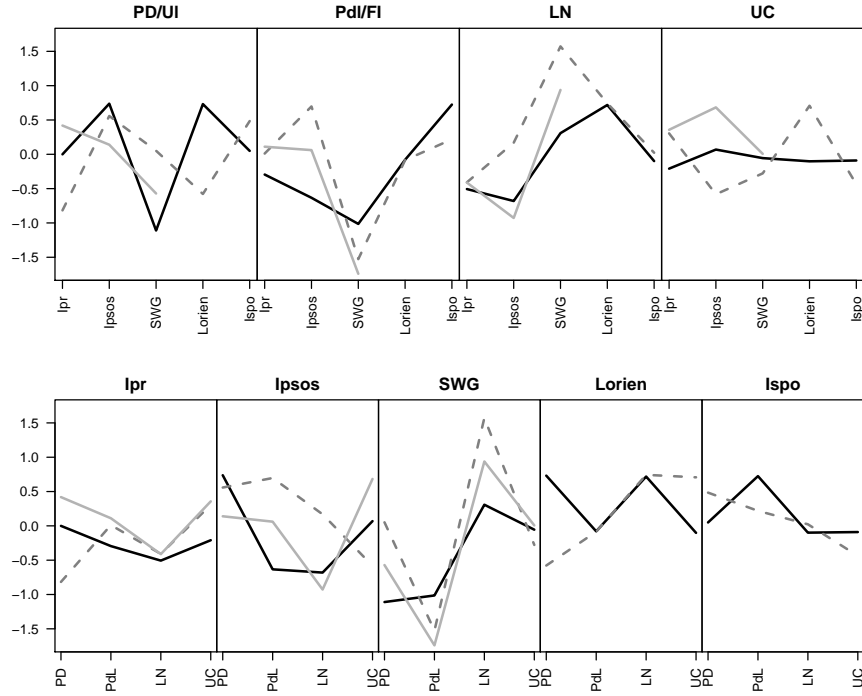 PD/UI PdI/FI LN UC
1.5
1.0
0.5
0.0
−0.5
−1.0
−1.5
Ipr Ipsos SWG Lorien Ispo
Ipr Ipsos SWG Lorien Ispo
Ipr Ipsos SWG Lorien Ispo
Ipr Ipsos SWG Lorien Ispo
Ipr Ipsos SWG Lorien Ispo
1.5
1.0
0.5
0.0
−0.5
−1.0
−1.5
PD PdL LN UC
PD PdL LN UC
PD PdL LN UC
PD PdL LN UC
PD PdL LN UC